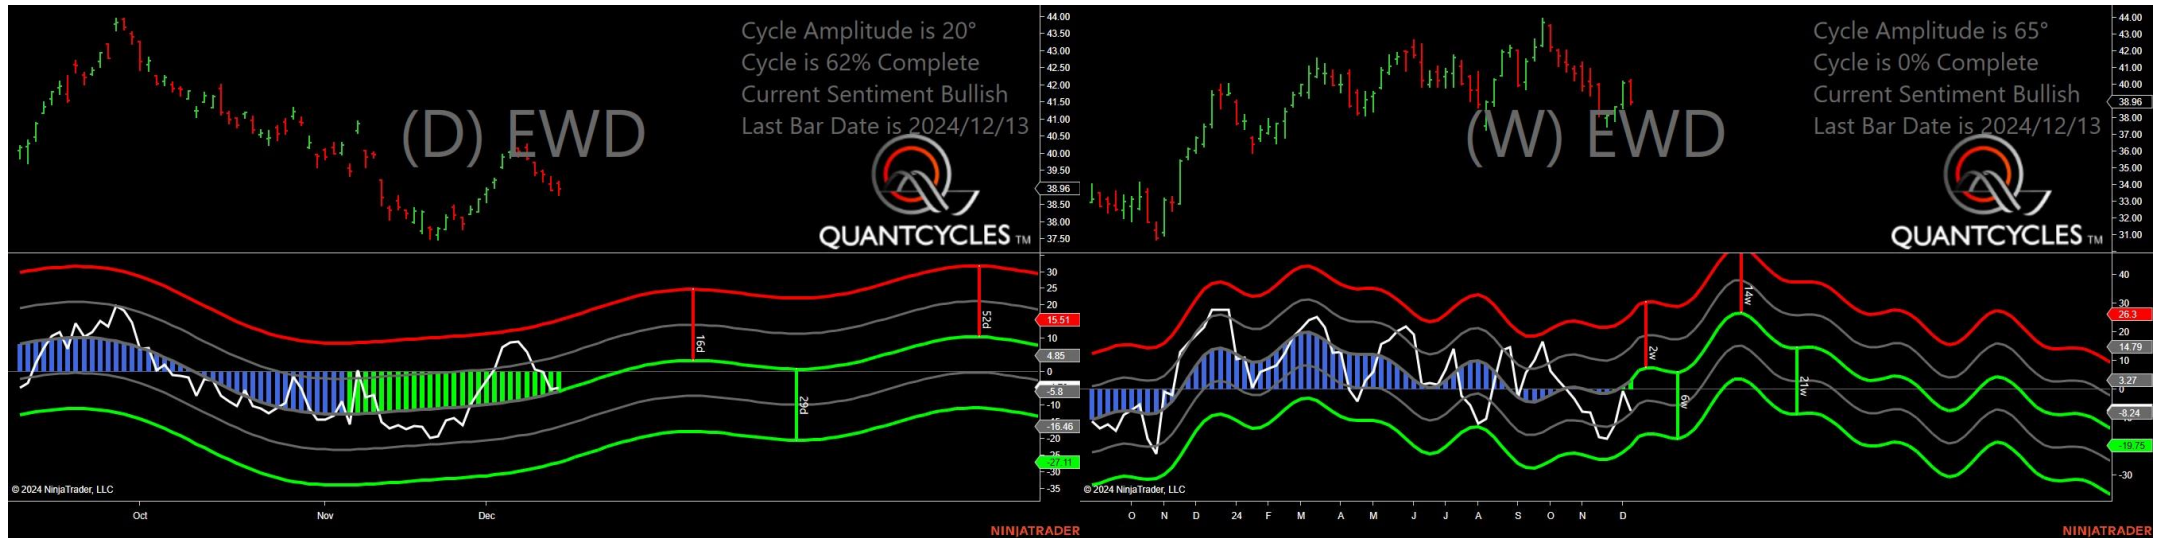 Cycle Amplitude is 20°
Cycle is 62% Complete
Current Sentiment Bullish
Last Bar Date is 2024/12/13
(D) EWD
QUANTCYCLES TM
44.00
43.50
43.00
42.50
42.00
41.50
41.00
40.50
40.00
39.50
38.96
38.50
38.00
37.50
30
25
20
15.51
10
4.85
0
-5.8
-10
-16.46
-20
-27.11
-30
-35
16d
29d
52d
© 2024 NinjaTrader, LLC
Oct
Nov
Dec
NINJATRADER
Cycle Amplitude is 65°
Cycle is 0% Complete
Current Sentiment Bullish
Last Bar Date is 2024/12/13
(W) EWD
QUANTCYCLES TM
44.00
43.00
42.00
41.00
40.00
38.96
38.00
37.00
36.00
35.00
34.00
33.00
32.00
31.00
40
30
26.3
20
14.79
10
3.27
0
-8.24
-19.75
-30
2w
6w
14w
21w
© 2024 NinjaTrader, LLC
O N D 24 F M A M J J A S O N D
NINJATRADER